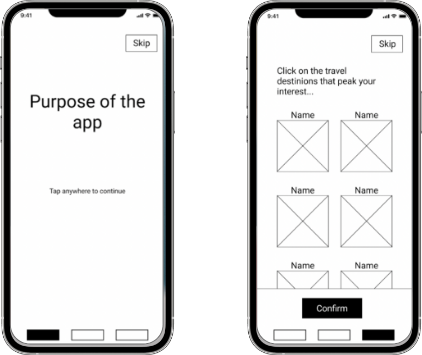 9:41
Skip
Purpose of the
app
Tap anywhere to continue
9:41
Skip
Click on the travel
destinions that peak your
interest...
Name
Name
Name
Name
Name
Name
Confirm